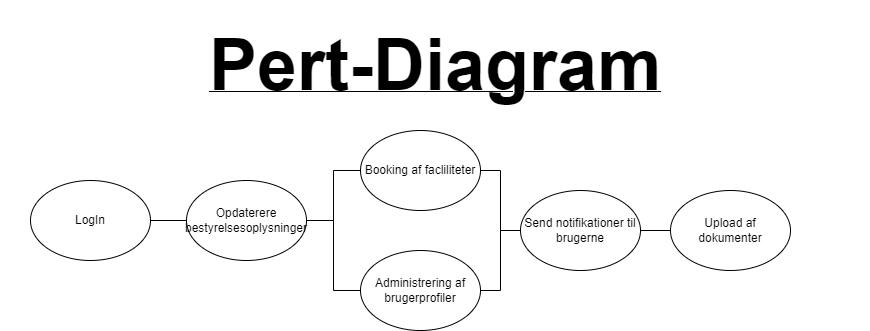 Pert-Diagram
LogIn
Opdaterere
bestyrelsesoplysninger
Booking af facliliteter
Administrering af
brugerprofiler
Send notifikationer til
brugerne
Upload af
dokumenter